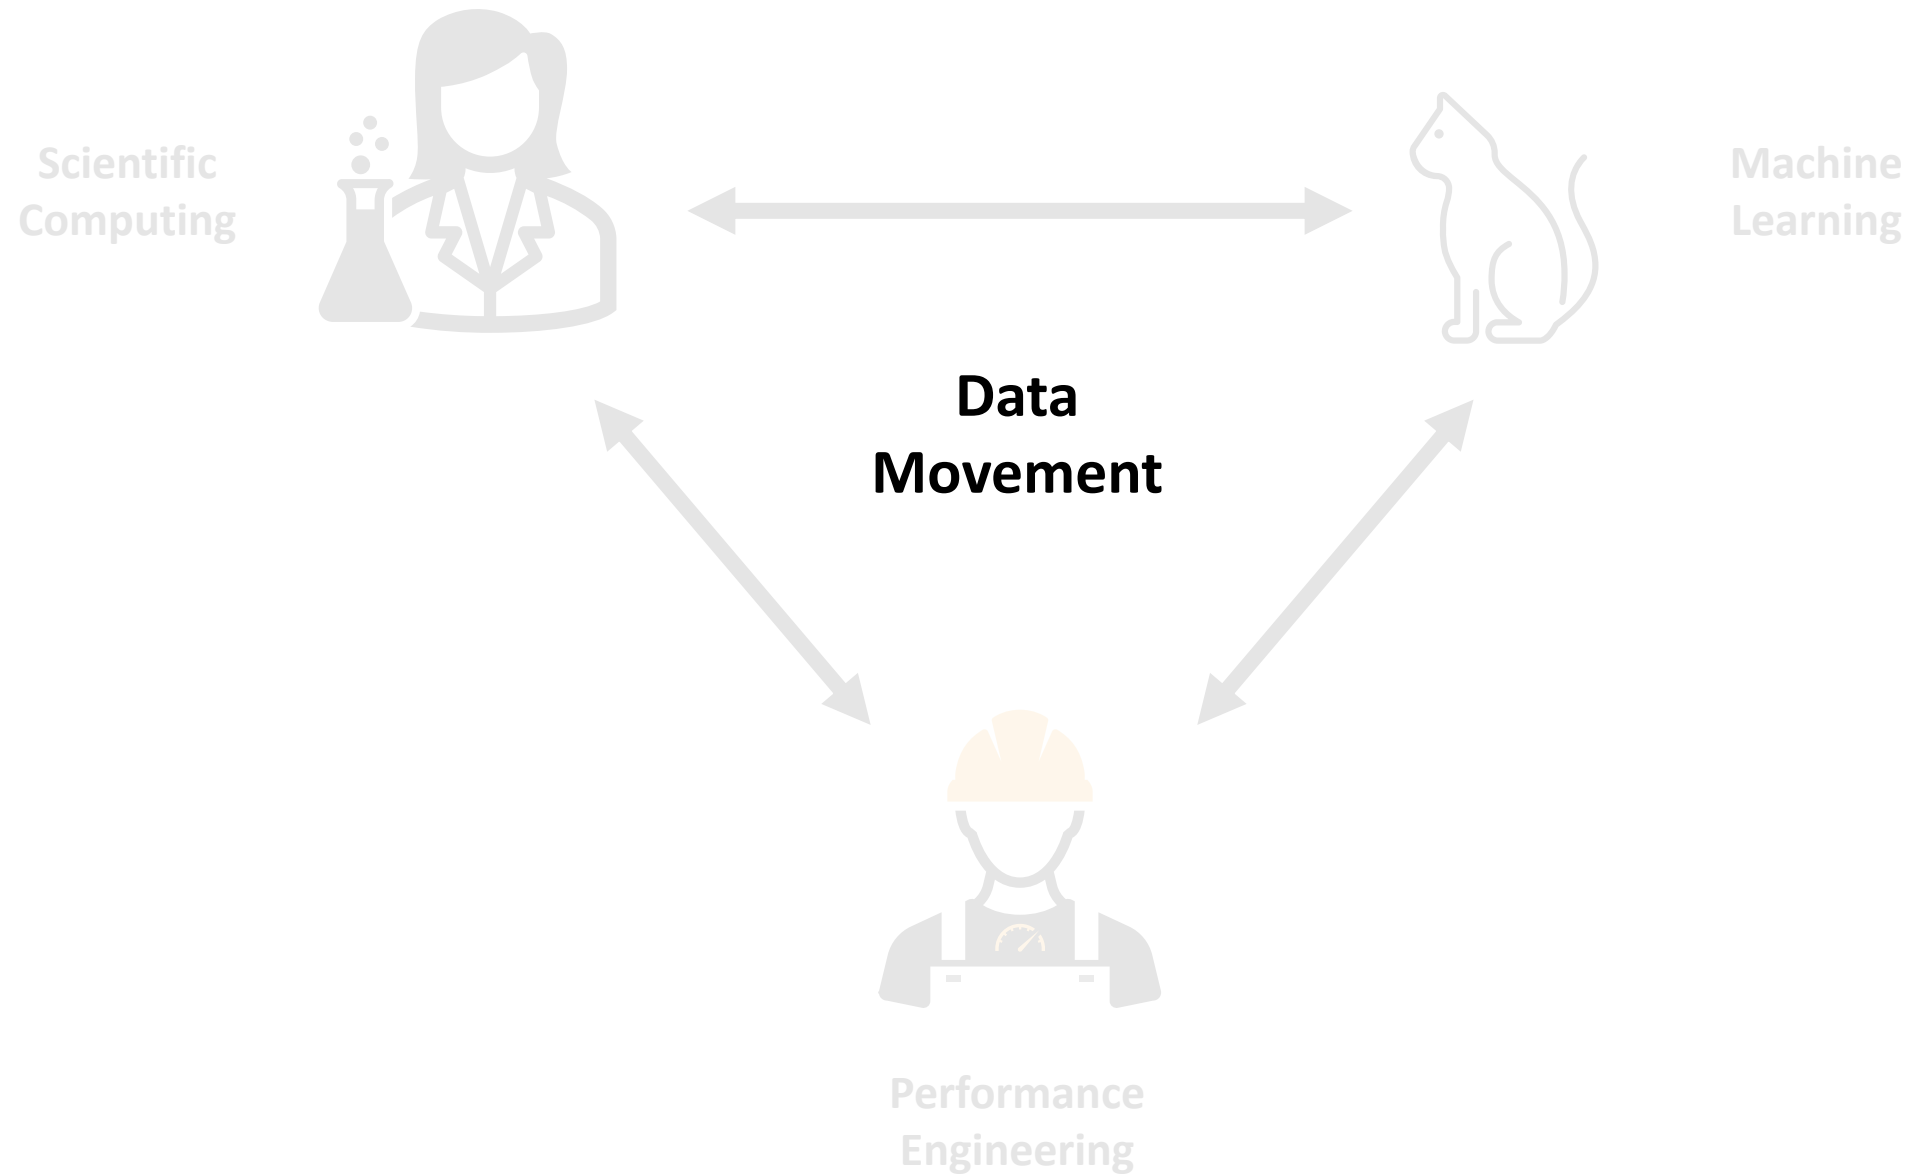 Scientific
Computing
Machine
Learning
Data
Movement
Performance
Engineering